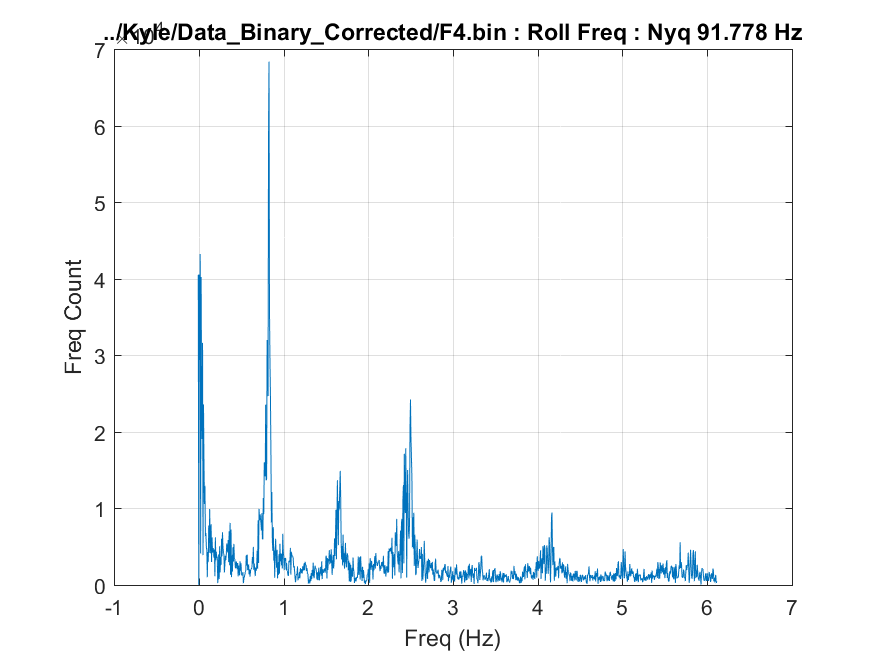 ../Kyle/Data_Binary_Corrected/F4.bin : Roll Freq : Nyq 91.778 Hz
×10⁴
7
6
5
4
3
2
1
0
Freq Count
-1 0 1 2 3 4 5 6 7
Freq (Hz)